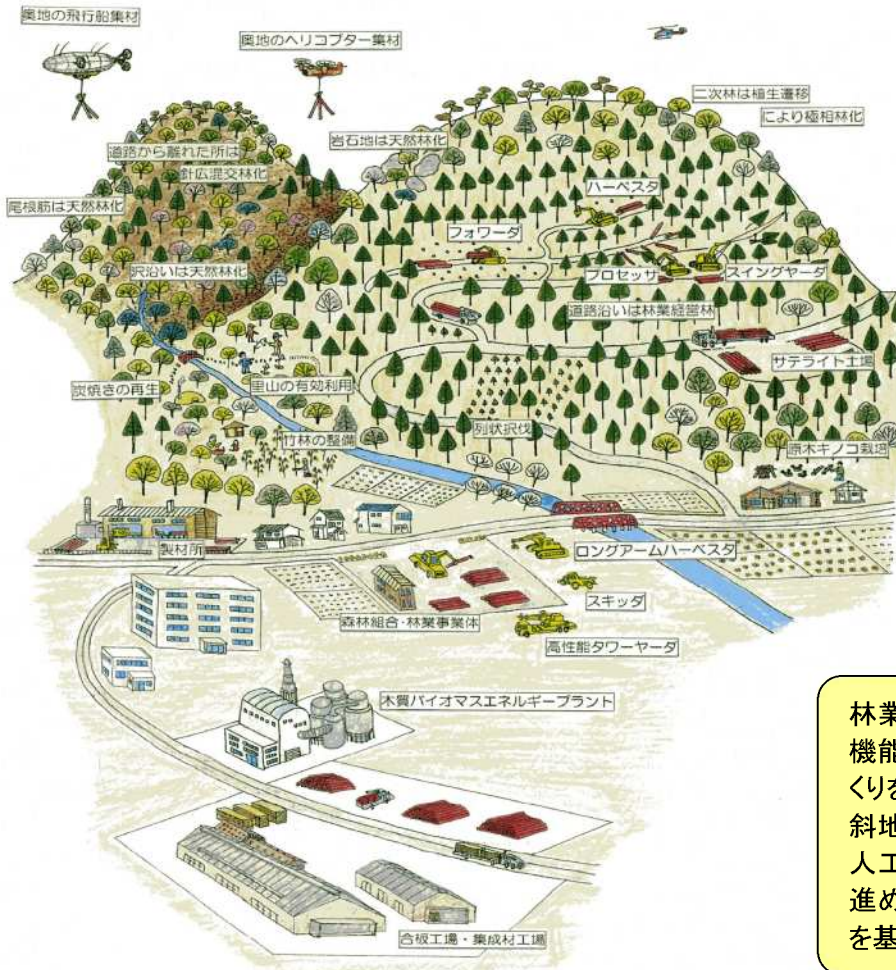 奥地の飛行船集材
奥地のヘリコプター集材
二次林は植生遷移
により極相林化
道路から離れた所は
針広混交林化
岩石地は天然林化
ハーベスタ
尾根筋は天然林化
フォワーダ
沢沿いは天然林化
プロセッサ
スイングヤーダ
道路沿いは林業経営林
サテライト土場
炭焼きの再生
里山の有効利用
竹林の整備
列状択伐
原木キノコ栽培
製材所
ロングアームハーベスタ
スキッダ
森林組合・林業事業体
高性能タワーヤーダ
木質バイオマスエネルギープラント
合板工場・集成材工場
林業
機能
くりを
斜地
人工
進め
を基